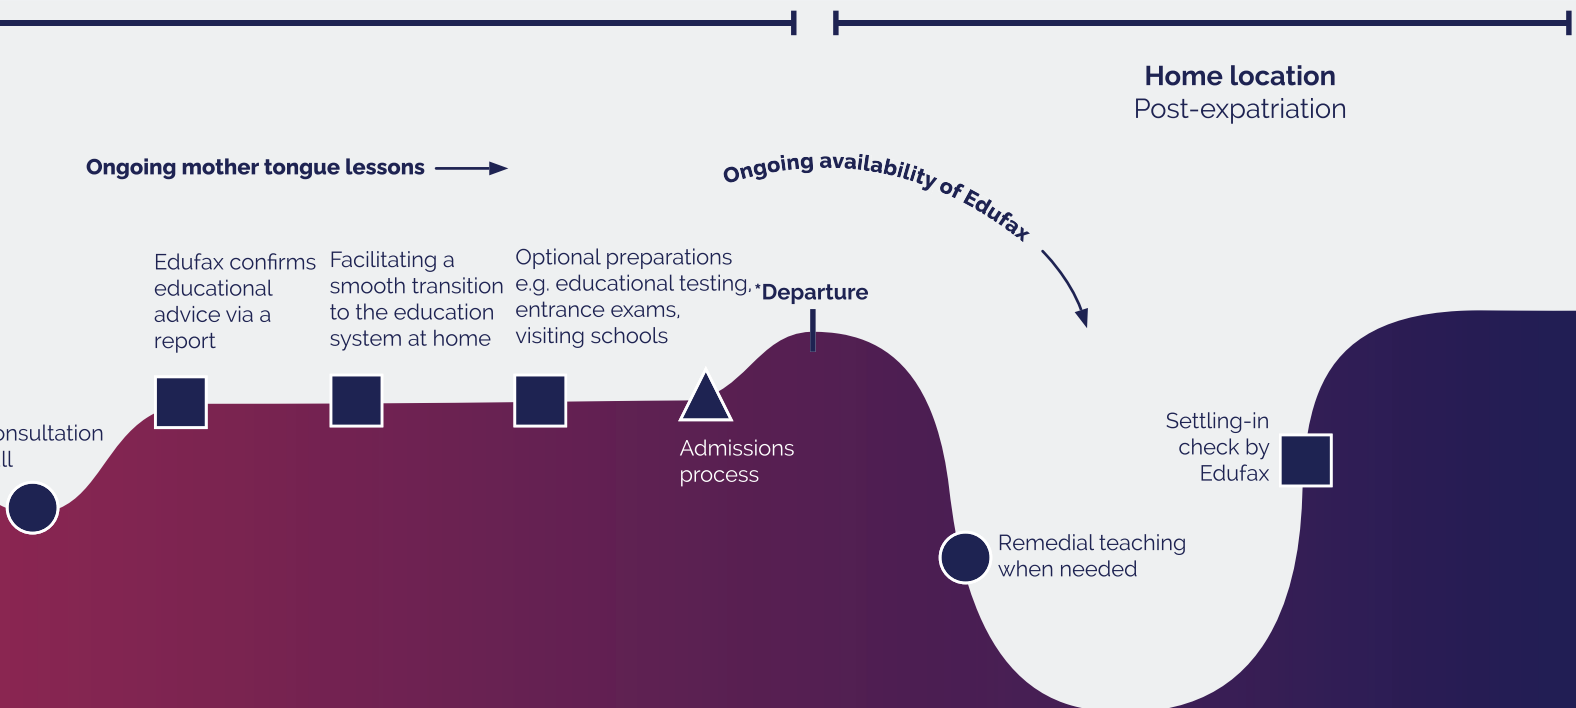 Home location
Post-expatriation
Ongoing mother tongue lessons
Ongoing availability of Edufax
Edufax confirms
educational
advice via a
report
Facilitating a
smooth transition
to the education
system at home
Optional preparations
e.g. educational testing,
entrance exams,
visiting schools
*Departure
onsultation
ll
Admissions
process
Remedial teaching
when needed
Settling-in
check by
Edufax